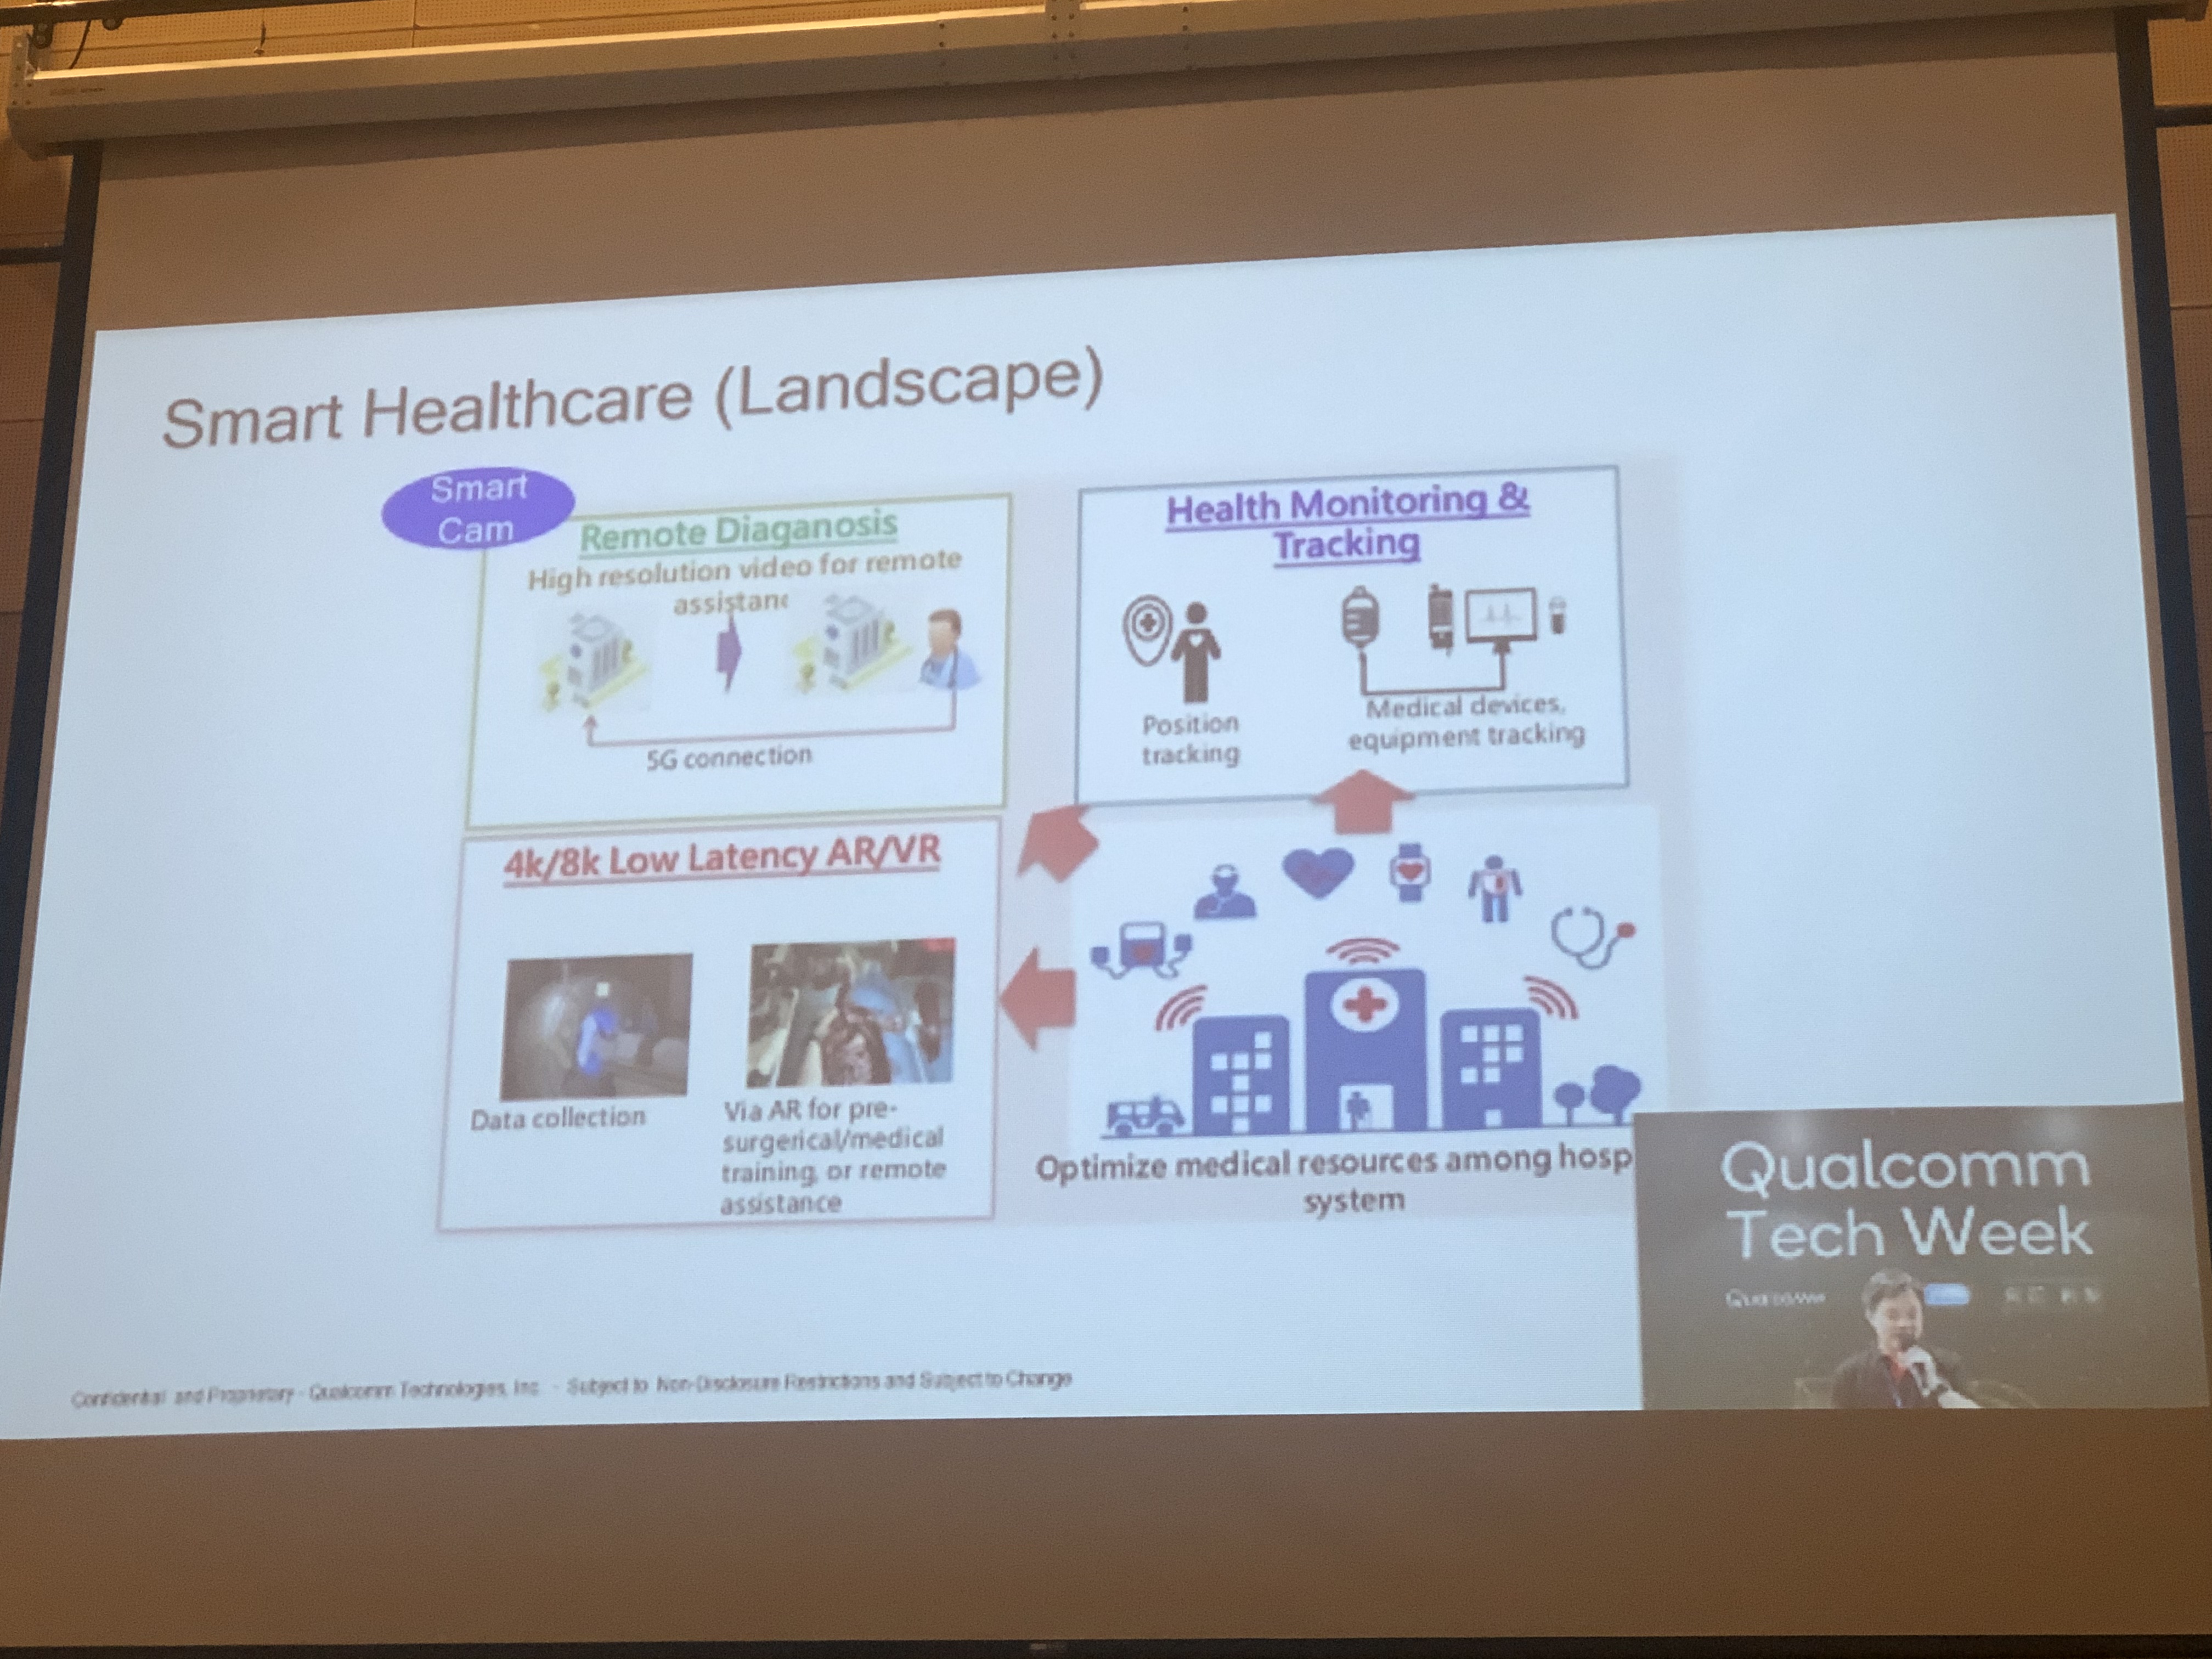 Smart Healthcare (Landscape)
Smart
Cam
Remote Diaganosis
High resolution video for remote
assistanc
5G connection
Health Monitoring &
Tracking
Position
tracking
Medical devices,
equipment tracking
4k/8k Low Latency AR/VR
Data collection
Via AR for pre-
surgerical/medical
training, or remote
assistance
Optimize medical resources among hosp
system
Qualcomm
Tech Week
Qualcomm
Confidential and Proprietary - Qualcomm Technologies, Inc. - Subject to Non-Disclosure Restrictions and Subject to Change